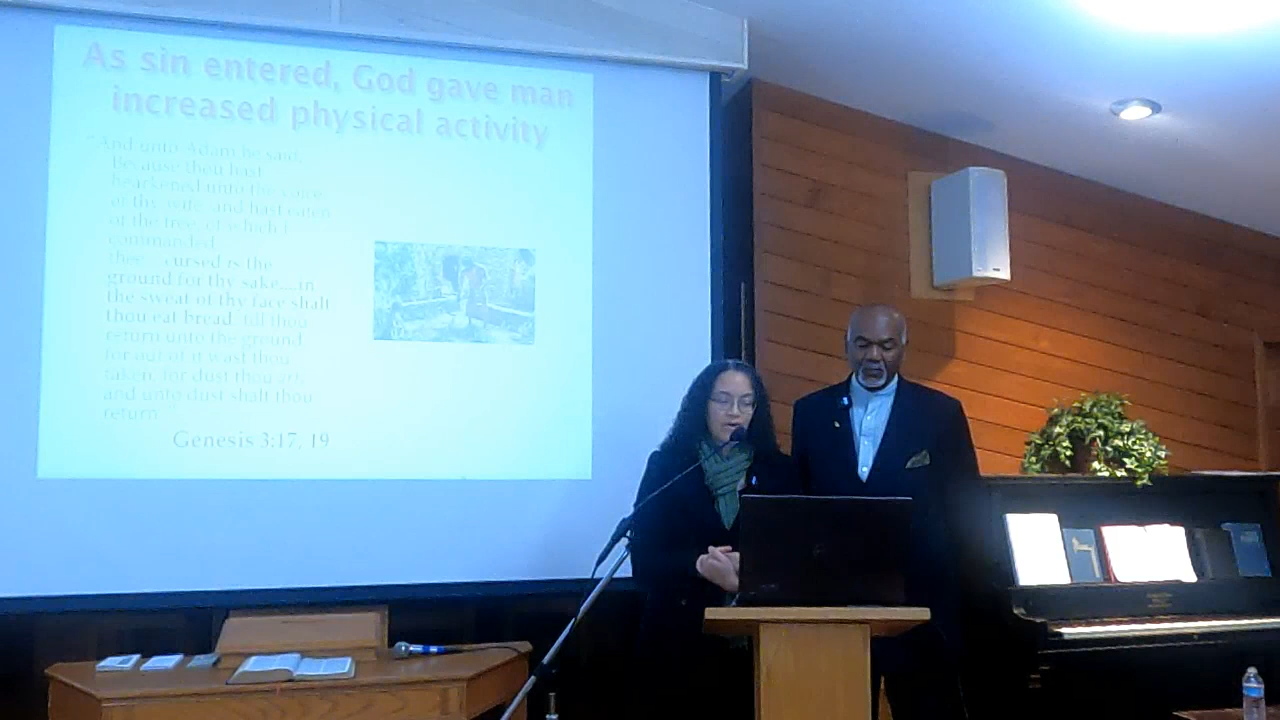 As sin entered, God gave man
increased physical activity
"And unto Adam he said,
Because thou hast
hearkened unto the voice
of thy wife, and hast eaten
of the tree, of which I
commanded
thee.... cursed is the
ground for thy sake....in
the sweat of thy face shalt
thou eat bread, till thou
return unto the ground
for out of it wast thou
taken, for dust thou art,
and unto dust shalt thou
return
Genesis 3:17, 19